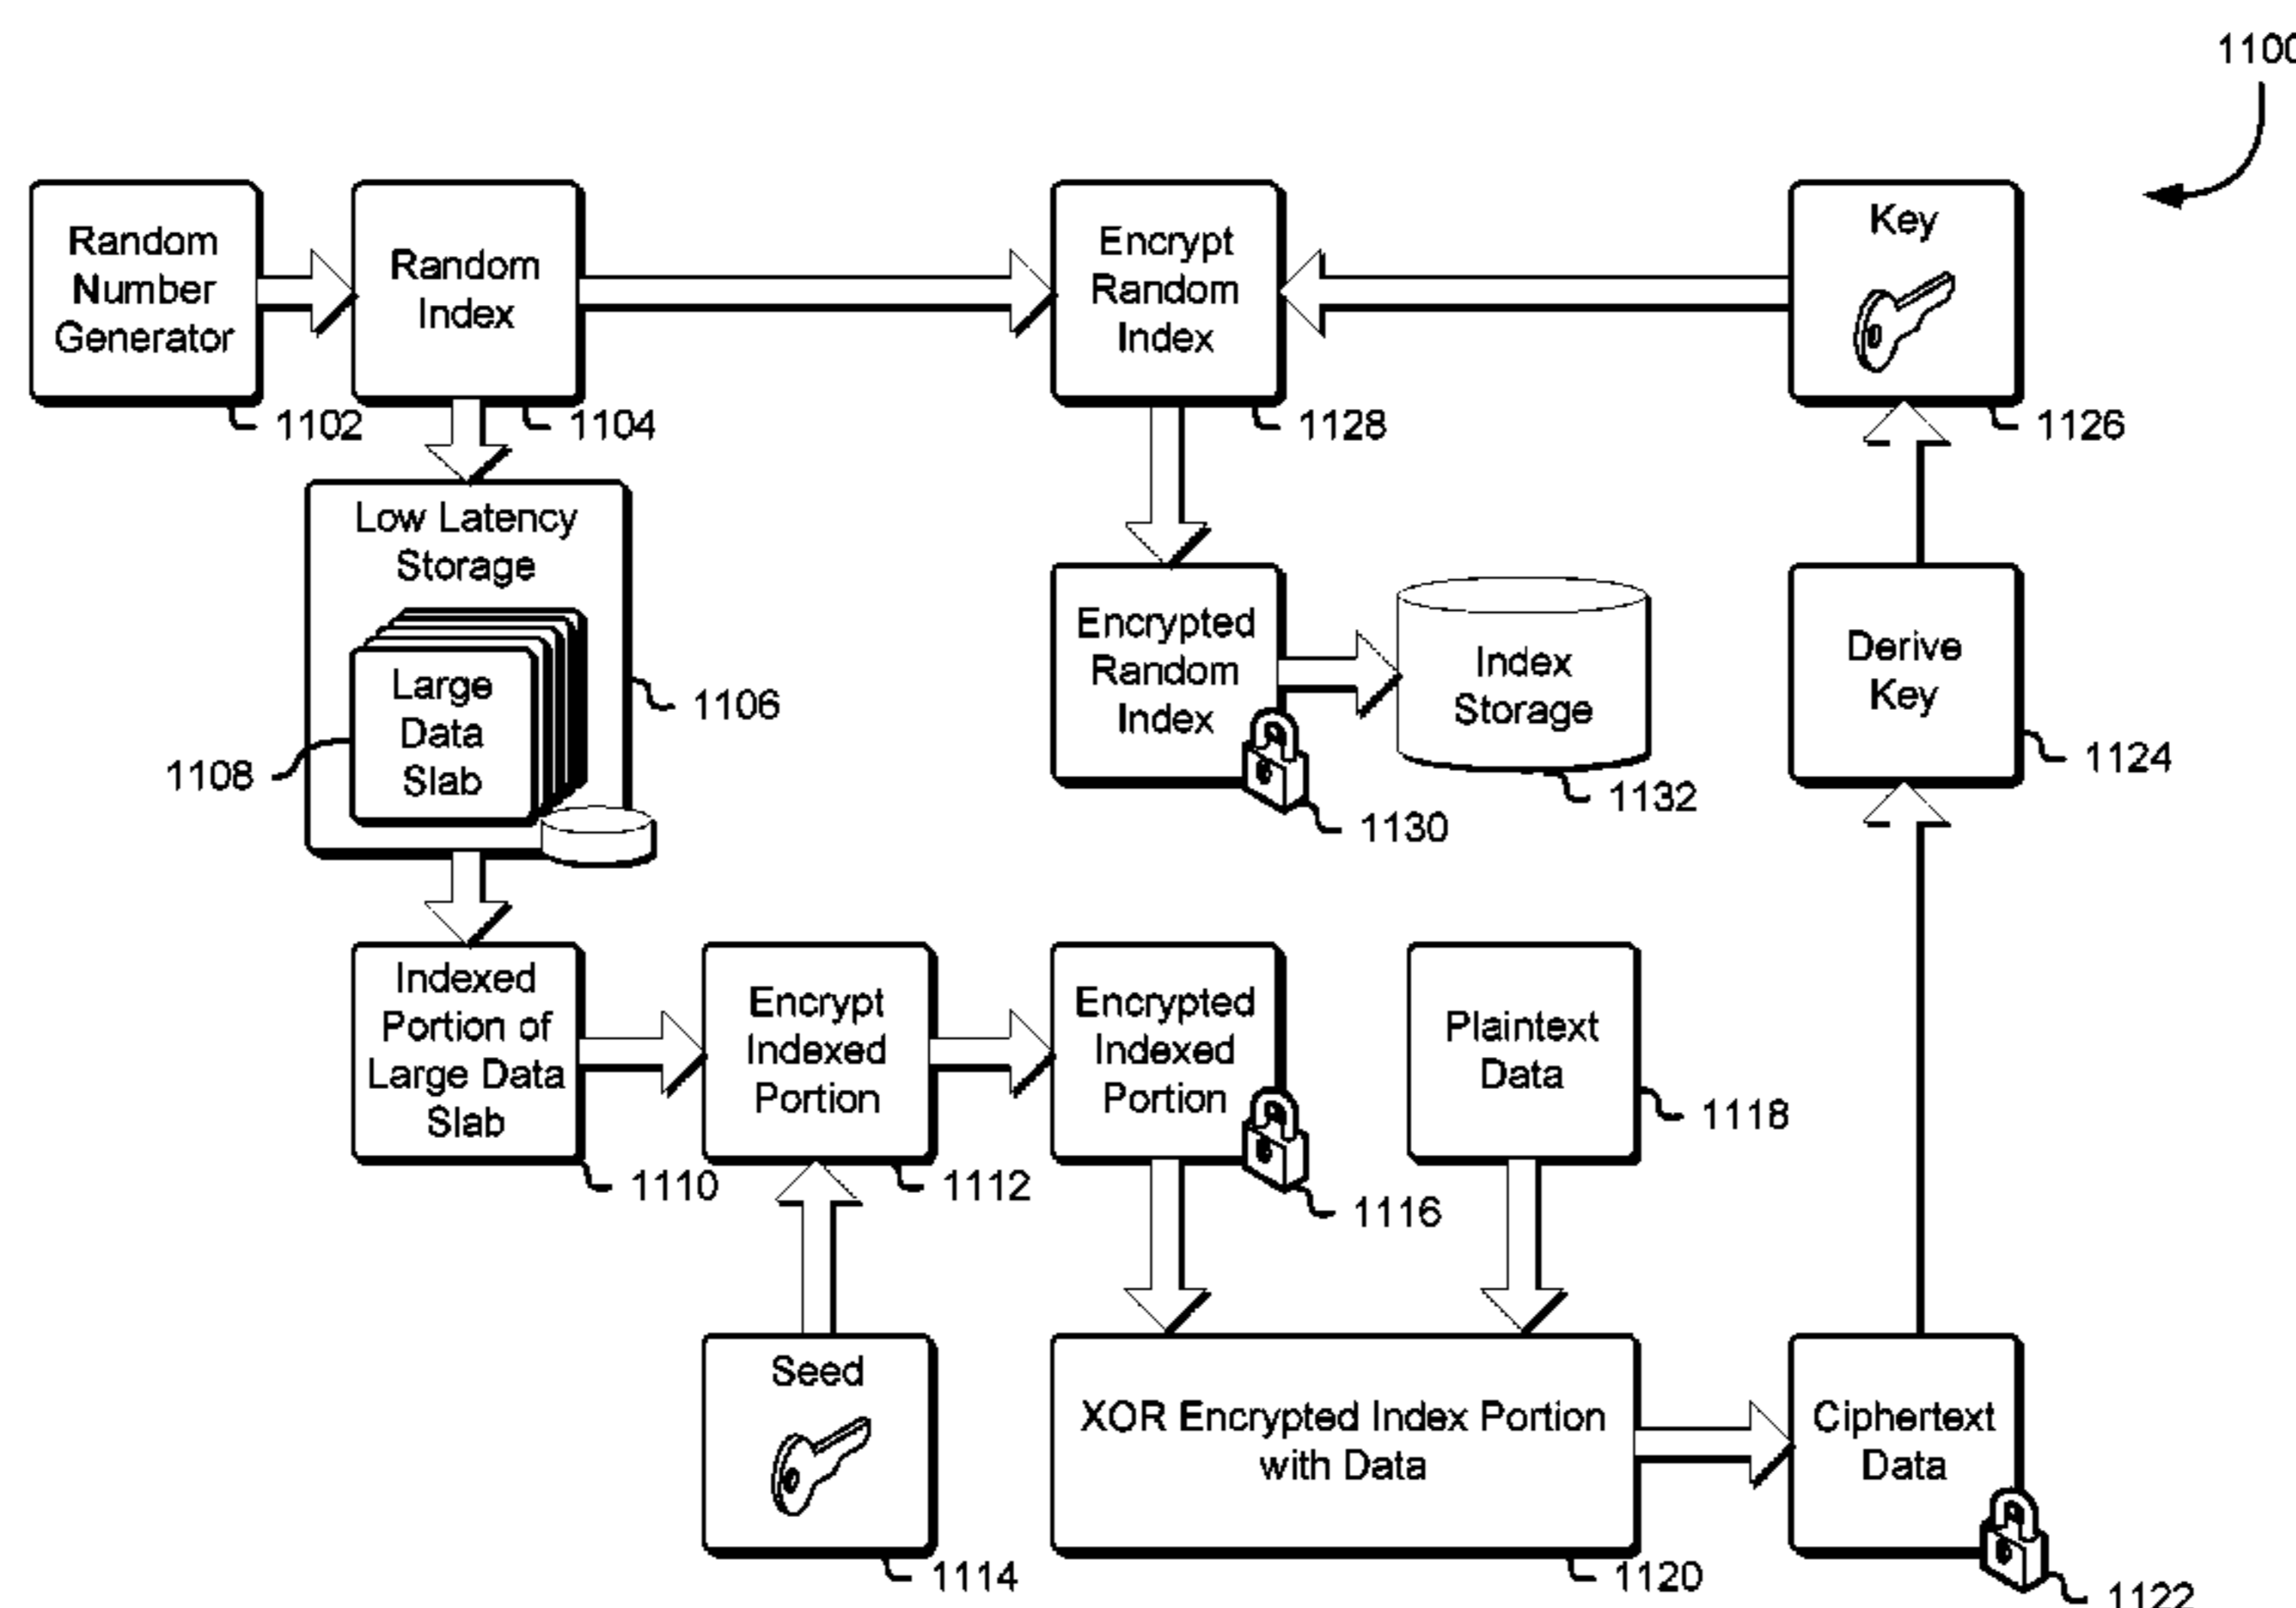 1100
Random
Number
Generator
1102
Random
Index
1104
Encrypt
Random
Index
1128
Key
1126
Low Latency
Storage
Large
Data
Slab
1106
1108
Encrypted
Random
Index
1130
Index
Storage
1132
Derive
Key
1124
Indexed
Portion of
Large Data
Slab
1110
Encrypt
Indexed
Portion
1112
Encrypted
Indexed
Portion
1116
Plaintext
Data
1118
Seed
1114
XOR Encrypted Index Portion
with Data
1120
Ciphertext
Data
1122